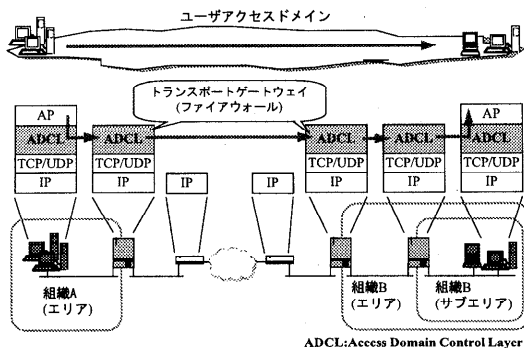 ユーザアクセスドメイン
トランスポートゲートウェイ
(ファイアウォール)
AP
ADCL
TCP/UDP
IP
ADCL
TCP/UDP
IP
IP
IP
ADCL
TCP/UDP
IP
ADCL
TCP/UDP
IP
AP
ADCL
TCP/UDP
IP
組織A
(エリア)
組織B
(エリア)
組織B
(サブエリア)
ADCL:Access Domain Control Layer